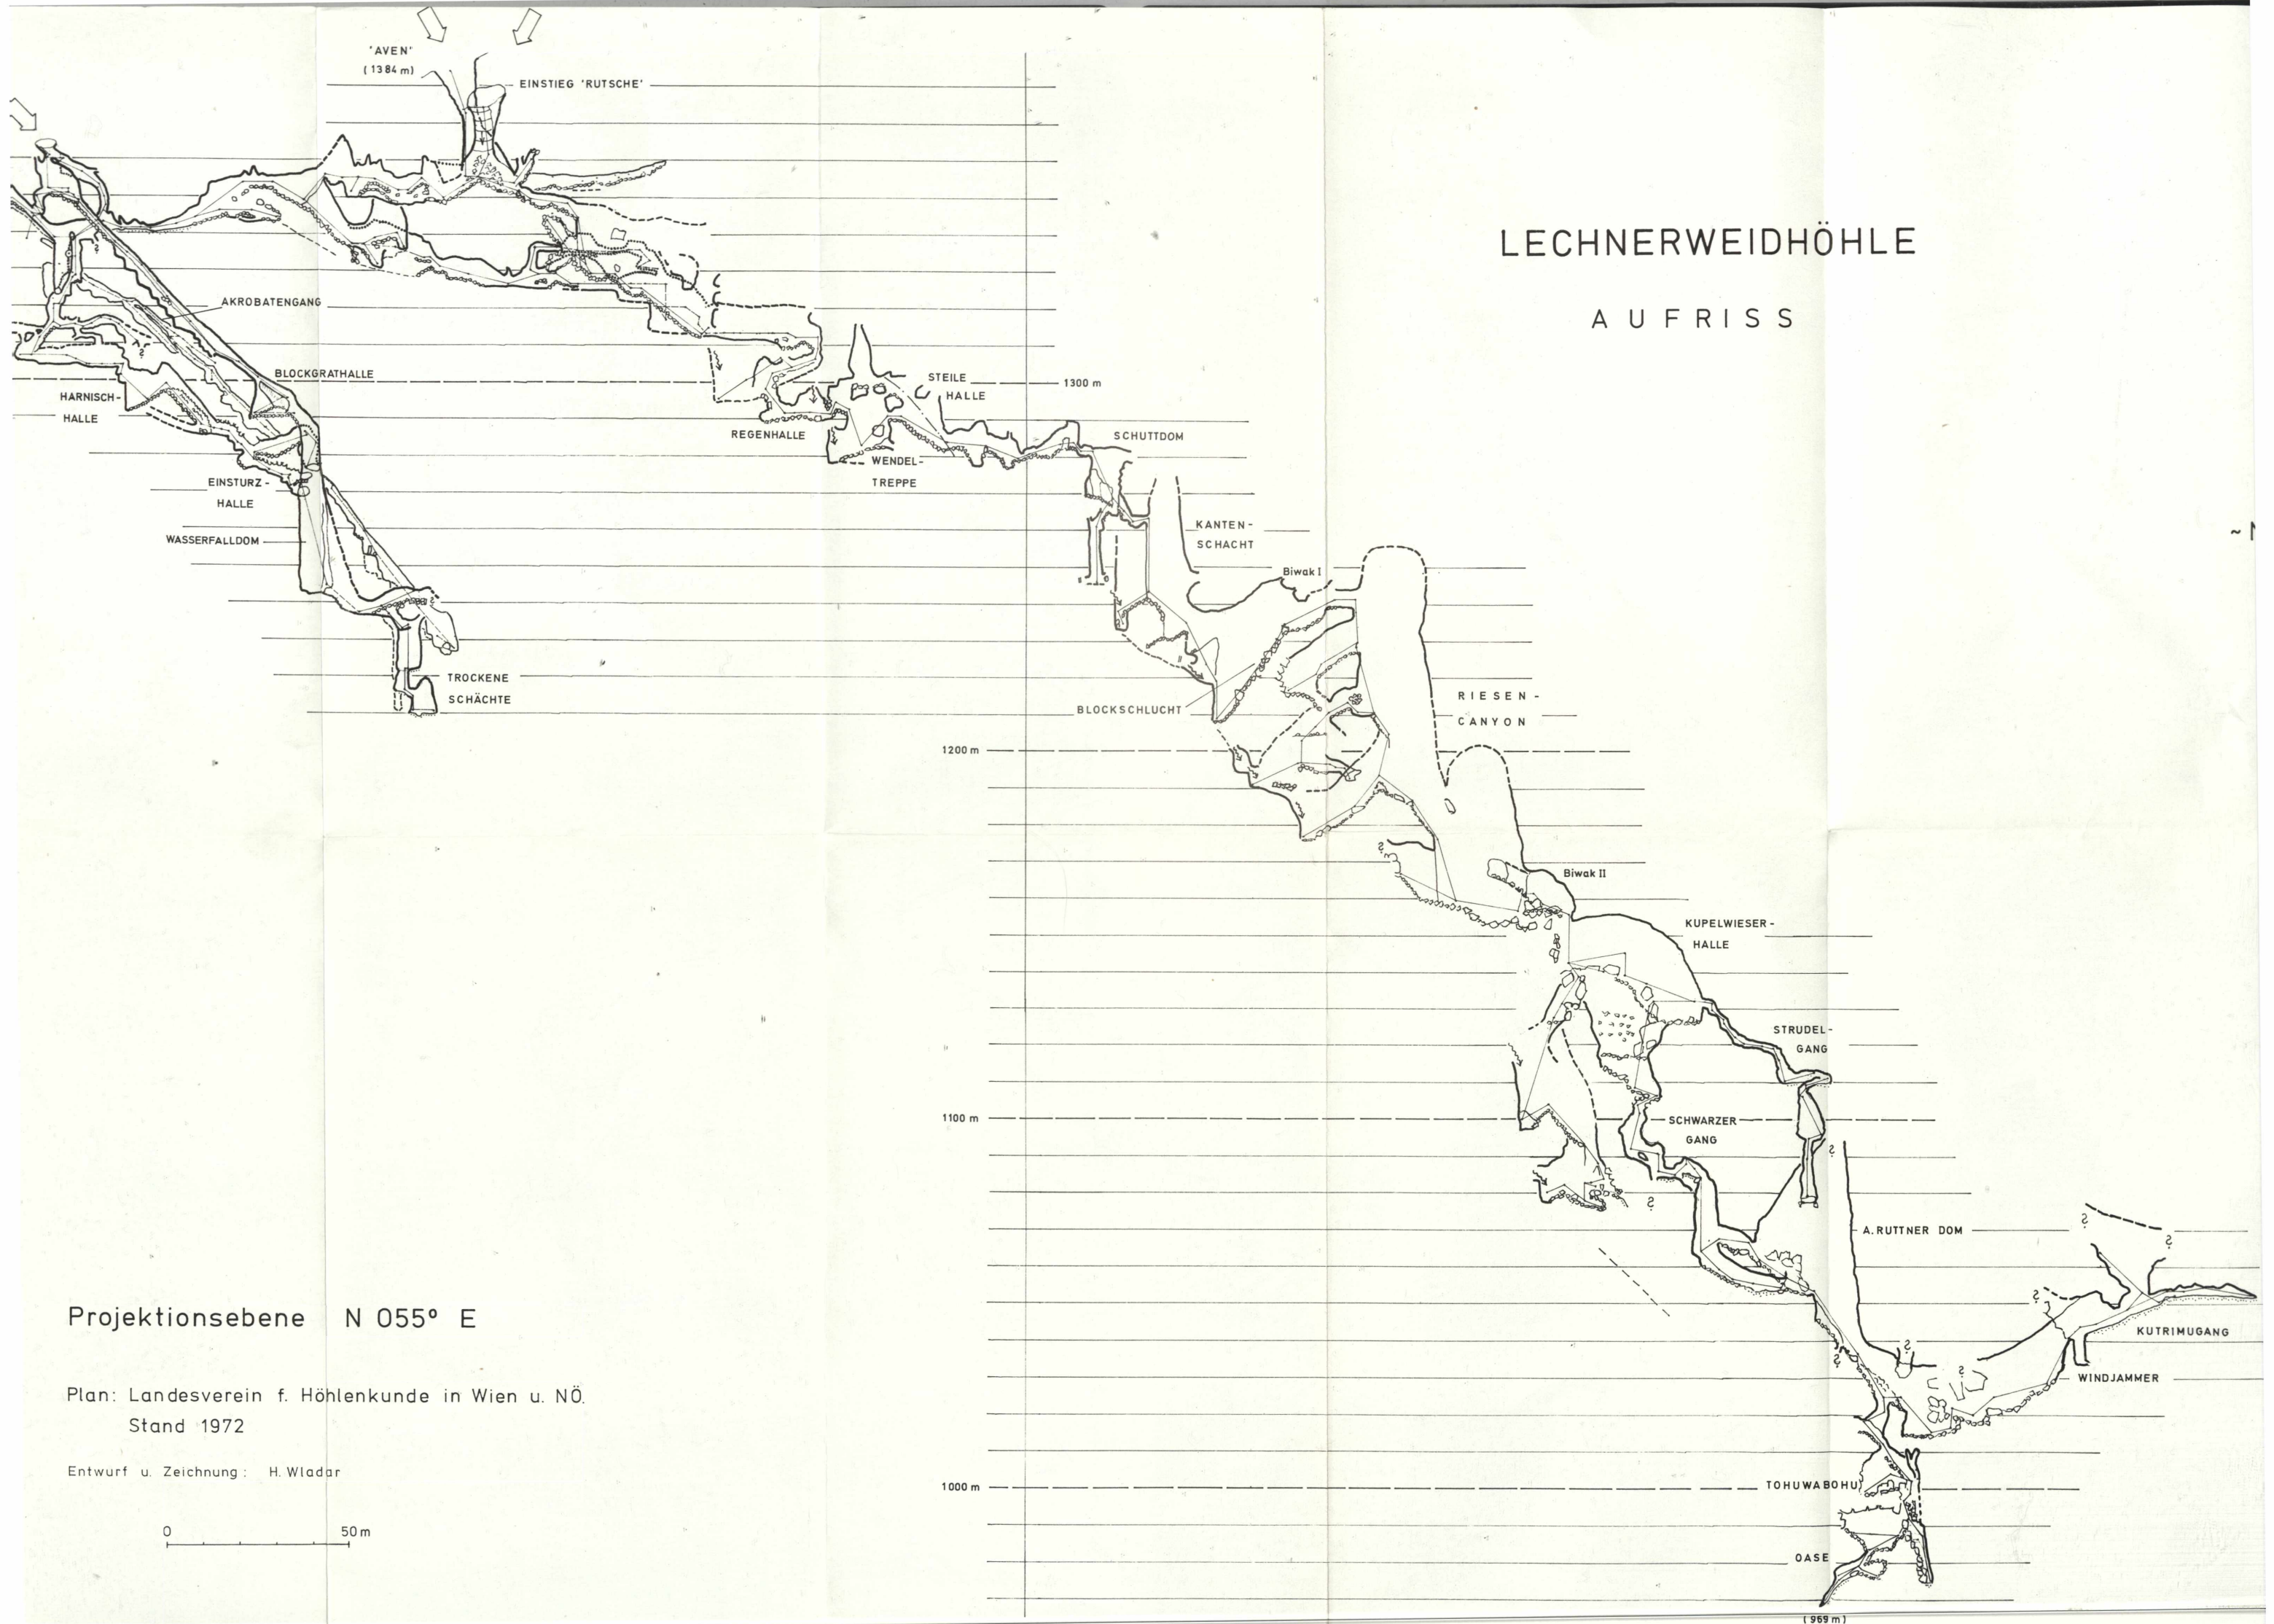 'AVEN'
(1384 m)
EINSTIEG 'RUTSCHE'
LECHNERWEIDHÖHLE
AUFRISS
AKROBATENGANG
BLOCKGRATHALLE
HARNISCH-
HALLE
STEILE
HALLE
1300 m
REGENHALLE
SCHUTTDOM
WENDEL-
TREPPE
EINSTURZ-
HALLE
WASSERFALLDOM
KANTEN-
SCHACHT
Biwak I
TROCKENE
SCHÄCHTE
BLOCKSCHLUCHT
RIESEN-
CANYON
1200 m
Biwak II
KUPELWIESER-
HALLE
STRUDEL-
GANG
1100 m
SCHWARZER
GANG
A.RUTTNER DOM
KUTRIMUGANG
WINDJAMMER
1000 m
TOHUWABOHU
OASE
(969 m)
Projektionsebene N 055° E
Plan: Landesverein f. Höhlenkunde in Wien u. NÖ.
Stand 1972
Entwurf u. Zeichnung: H. Wladar
0 50 m